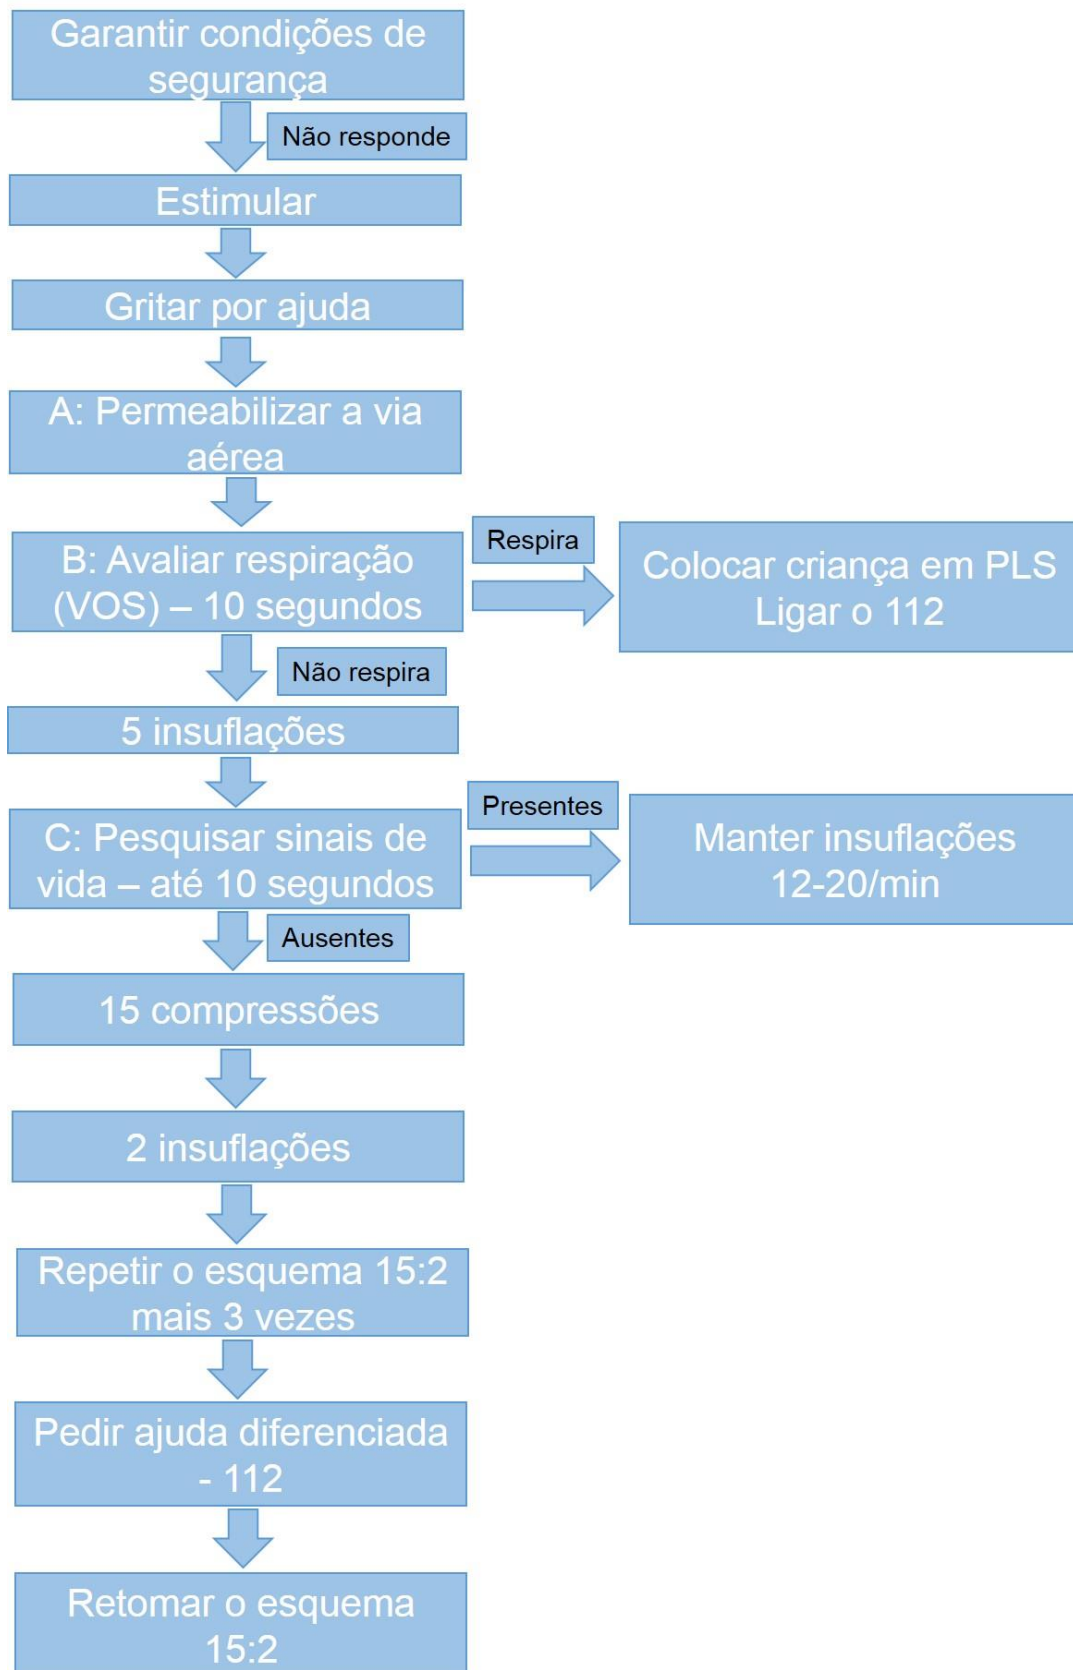 Garantir condições de
segurança
Não responde
Estimular
Gritar por ajuda
A: Permeabilizar a via
aérea
B: Avaliar respiração
(VOS) – 10 segundos
Respira
Colocar criança em PLS
Ligar o 112
Não respira
5 insuflações
C: Pesquisar sinais de
vida – até 10 segundos
Presentes
Manter insuflações
12-20/min
Ausentes
15 compressões
2 insuflações
Repetir o esquema 15:2
mais 3 vezes
Pedir ajuda diferenciada
- 112
Retomar o esquema
15:2